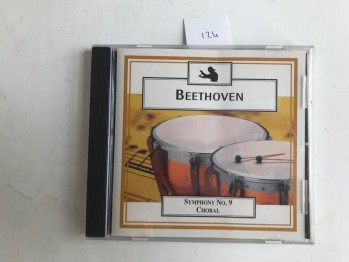 126
BEETHOVEN
SYMPHONY NO. 9
CHORAL